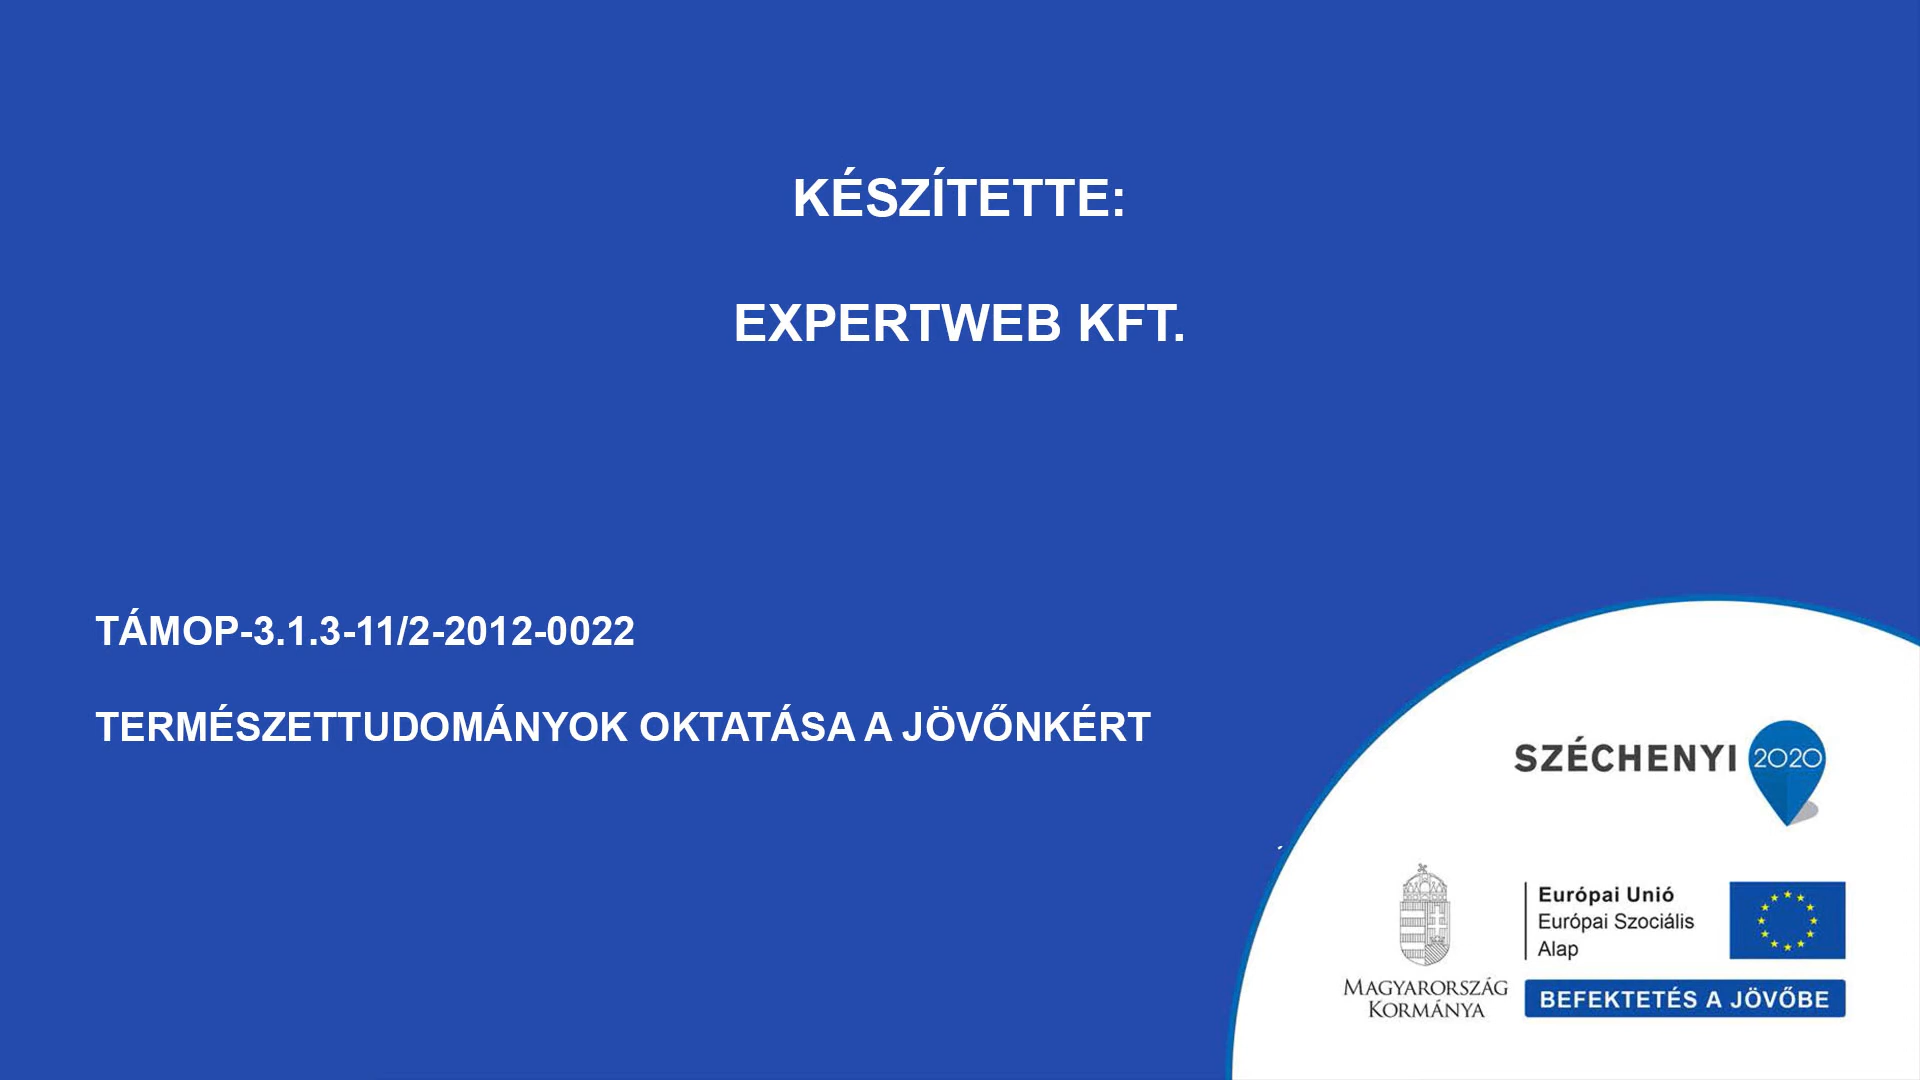 KÉSZÍTETTE:
EXPERTWEB KFT.
TÁMOP-3.1.3-11/2-2012-0022
TERMÉSZETTUDOMÁNYOK OKTATÁSA A JÖVŐNKÉRT
SZÉCHENYI 2020
Európai Unió
Európai Szociális
Alap
MAGYARORSZÁG
KORMÁNYA
BEFEKTETÉS A JÖVŐBE